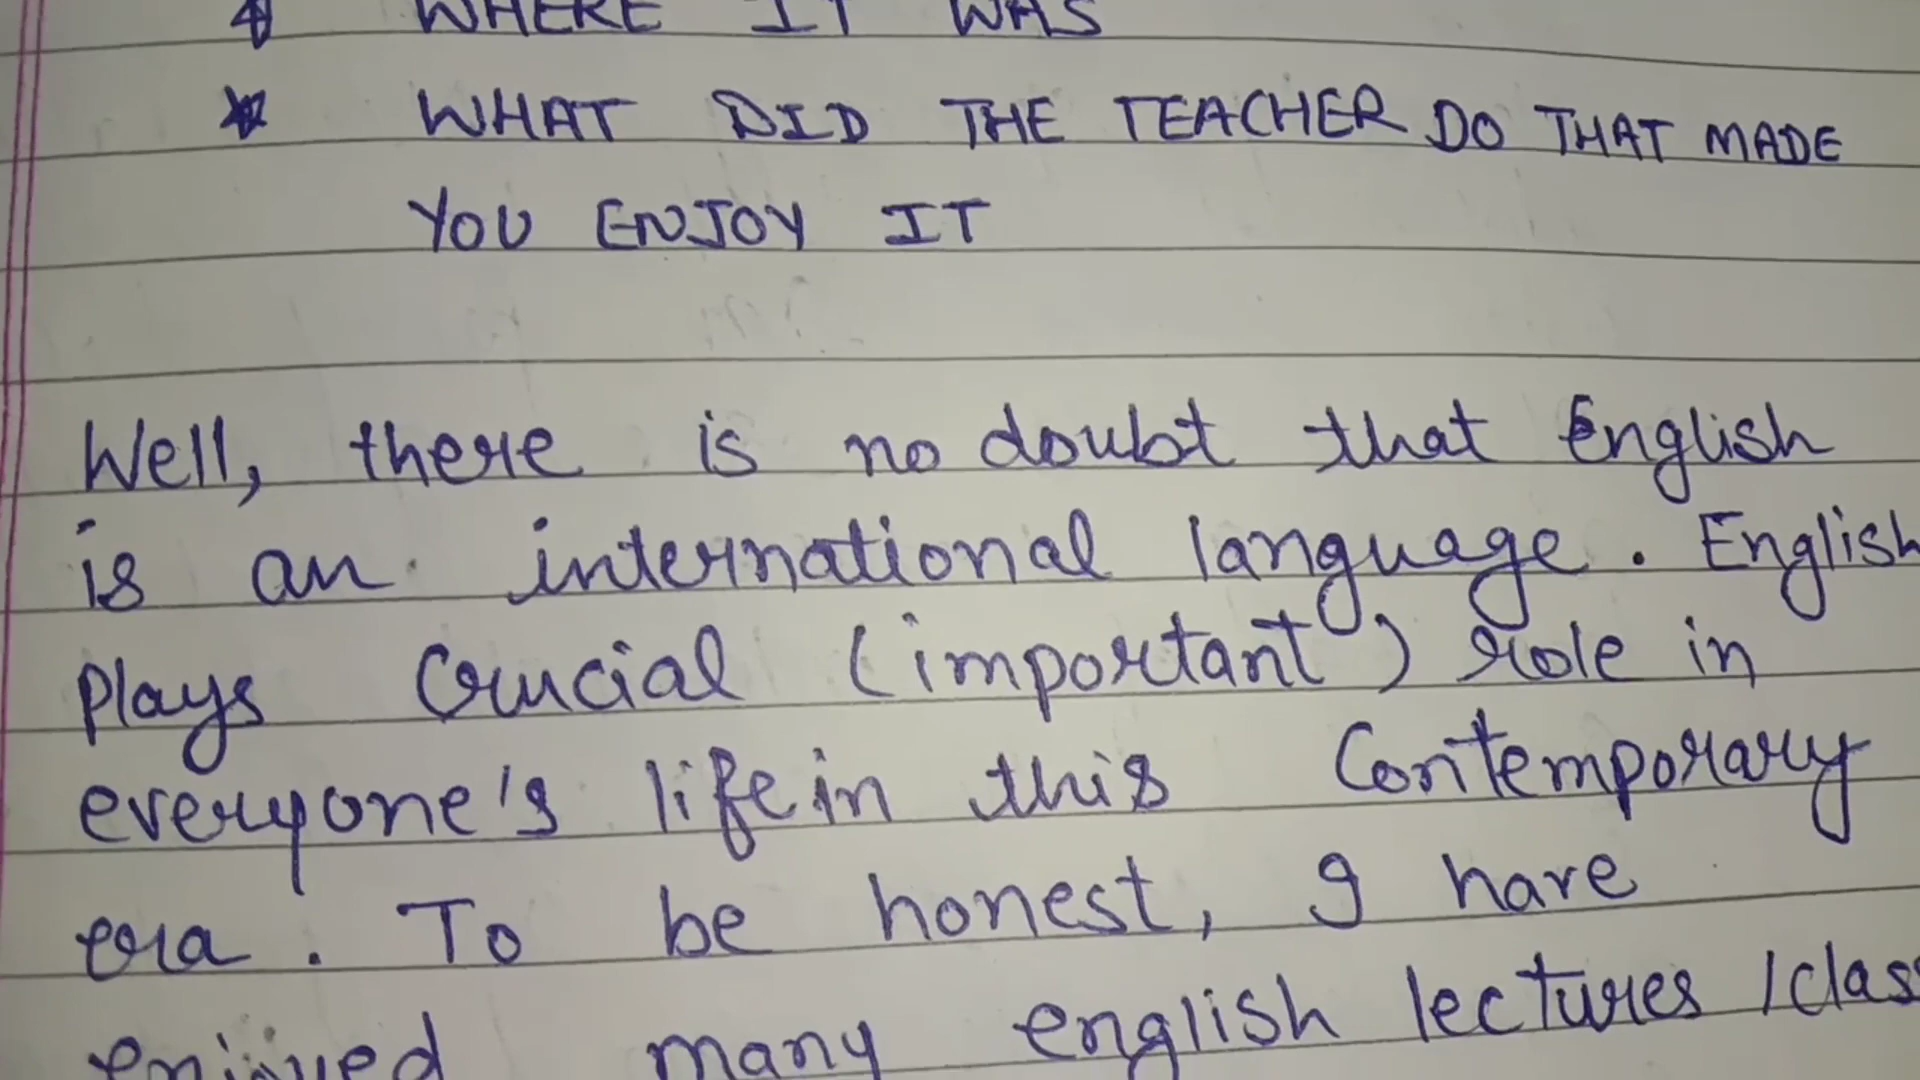 WHERE IT WAS
WHAT DID THE TEACHER DO THAT MADE
YOU ENJOY IT
Well, there is no doubt that English
is an international language. English
plays crucial (important) role in
everyone's life in this contemporary
era. To be honest, I have
enjoyed many english lectures /class